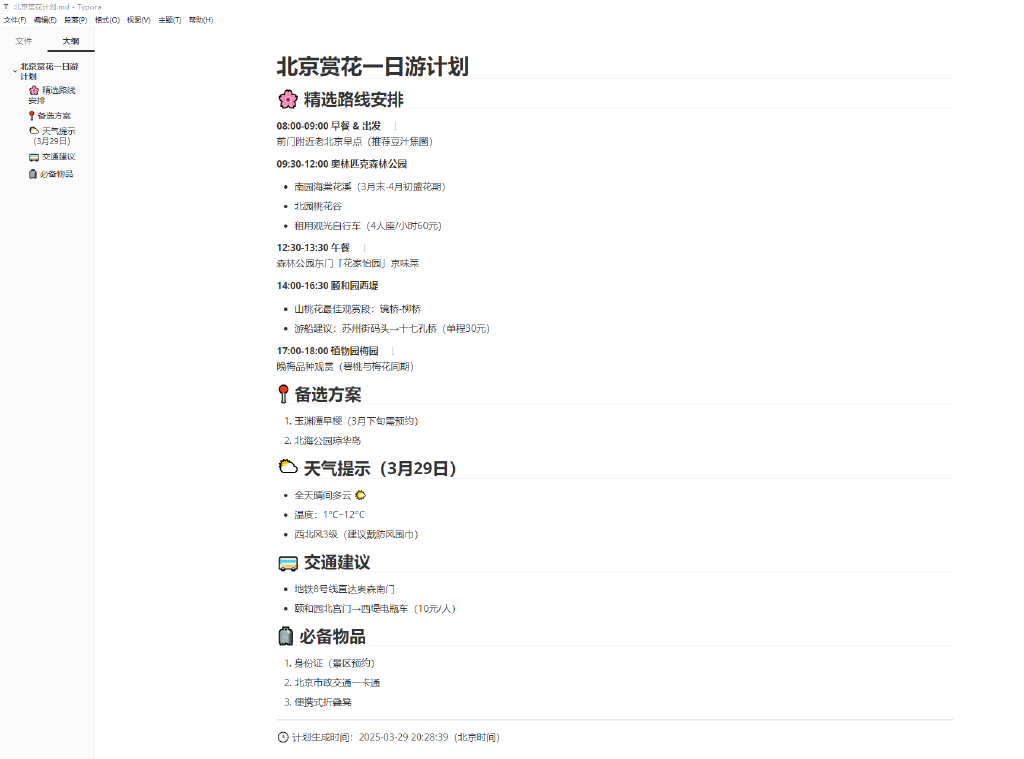 北京赏花计划.md - Typora
文件(F) 编辑(E) 段落(P) 格式(O) 视图(V) 主题(T) 帮助(H)
文件 大纲
北京赏花一日游
计划
🌸 精选路线
安排
📍 备选方案
🌤 天气提示
（3月29日）
🚌 交通建议
🧳 必备物品
北京赏花一日游计划
🌸 精选路线安排
08:00-09:00 早餐 & 出发 ↓
前门附近老北京早点（推荐豆汁焦圈）
09:30-12:00 奥林匹克森林公园
• 南园海棠花溪（3月末-4月初盛花期）
• 北园桃花谷
• 租用观光自行车（4人座/小时60元）
12:30-13:30 午餐 ↓
森林公园东门「花家怡园」京味菜
14:00-16:30 颐和园西堤
• 山桃花最佳观赏段：镜桥-柳桥
• 游船建议：苏州街码头→十七孔桥（单程30元）
17:00-18:00 植物园梅园 ↓
晚梅品种观赏（碧桃与梅花同期）
📍 备选方案
1. 玉渊潭早樱（3月下旬需预约）
2. 北海公园琼华岛
🌤 天气提示（3月29日）
• 全天晴间多云 🌤
• 温度：1°C~12°C
• 西北风3级（建议戴防风围巾）
🚌 交通建议
• 地铁8号线直达奥森南门
• 颐和园北宫门→西堤电瓶车（10元/人）
🧳 必备物品
1. 身份证（景区预约）
2. 北京市政交通一卡通
3. 便携式折叠凳
🕒 计划生成时间：2025-03-29 20:28:39（北京时间）